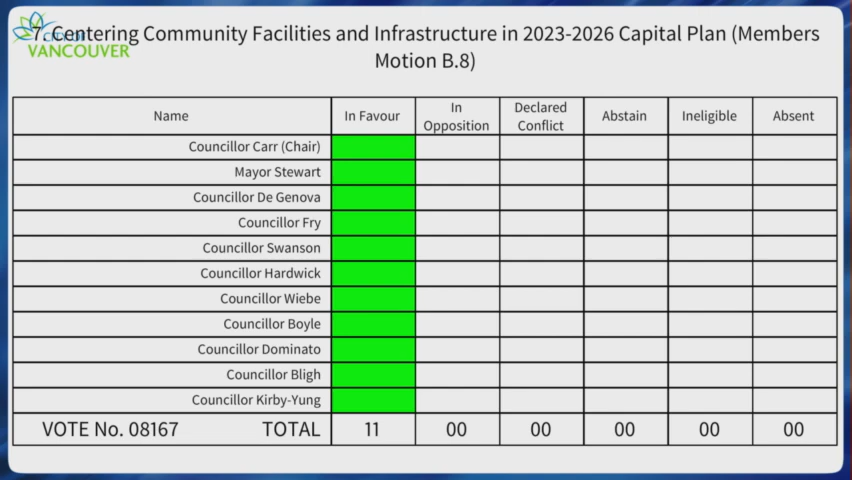 7. Centering Community Facilities and Infrastructure in 2023-2026 Capital Plan (Members
Motion B.8)
CITY OF
VANCOUVER
Name In Favour In Opposition Declared Conflict Abstain Ineligible Absent
Councillor Carr (Chair)
Mayor Stewart
Councillor De Genova
Councillor Fry
Councillor Swanson
Councillor Hardwick
Councillor Wiebe
Councillor Boyle
Councillor Dominato
Councillor Bligh
Councillor Kirby-Yung
VOTE No. 08167 TOTAL 11 00 00 00 00 00